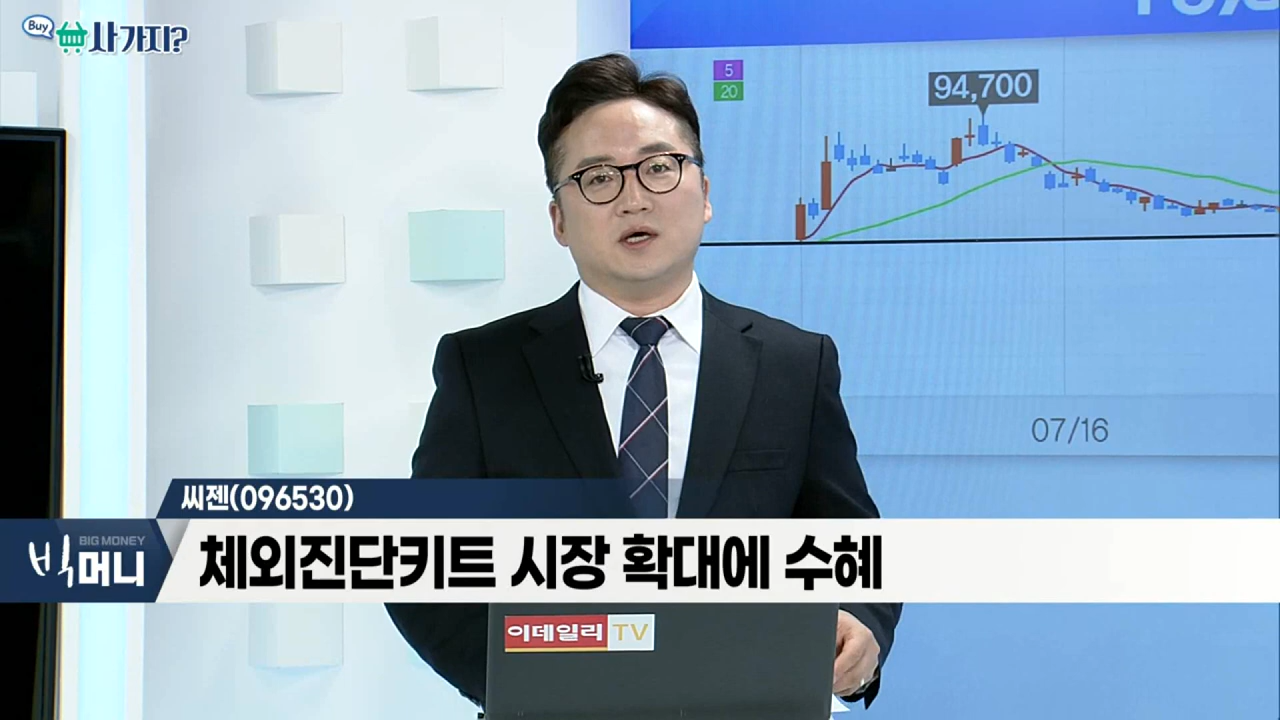 Buy 사가지?
5
20
94,700
07/16
씨젠(096530)
BIG MONEY
빅머니
체외진단키트 시장 확대에 수혜
이데일리TV